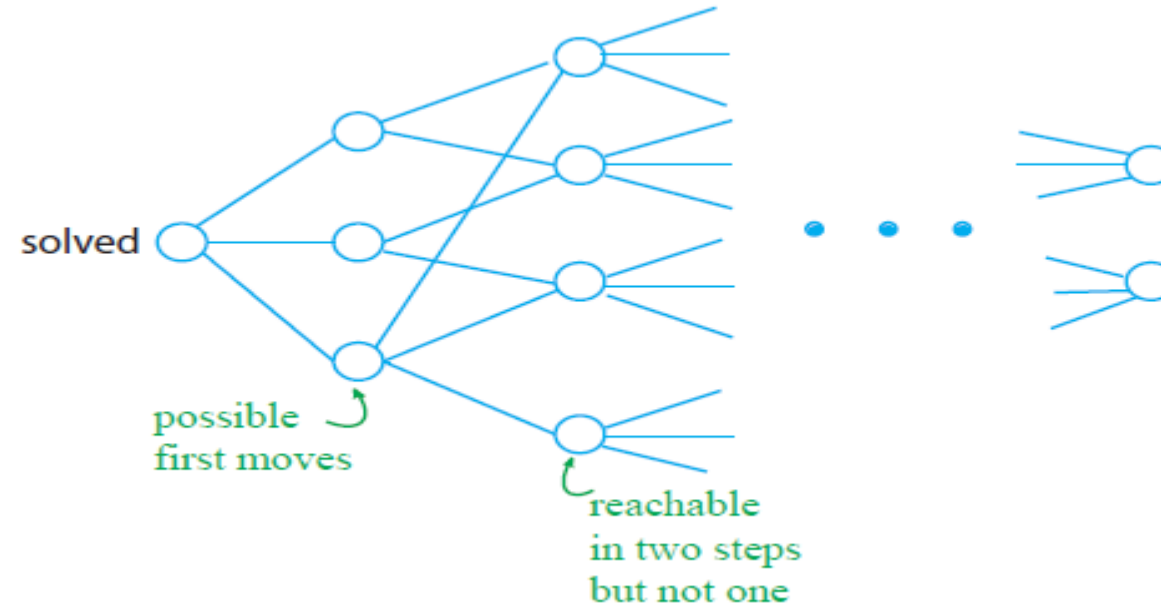 solved
possible
first moves
reachable
in two steps
but not one